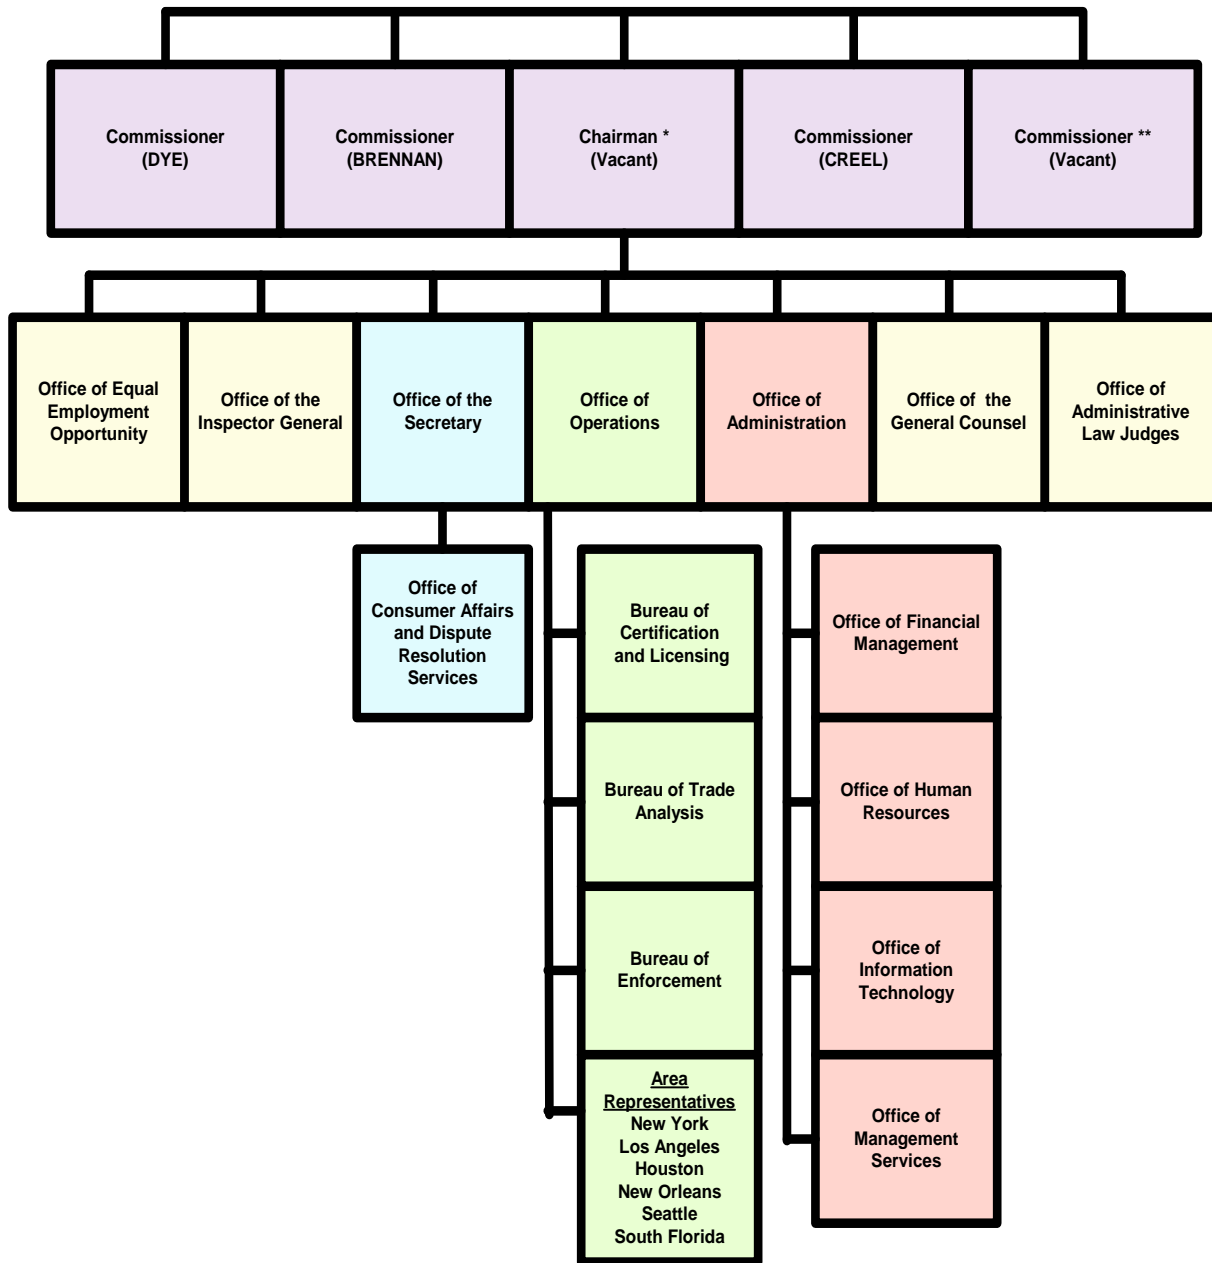 Commissioner
(DYE)
Commissioner
(BRENNAN)
Chairman *
(Vacant)
Commissioner
(CREEL)
Commissioner **
(Vacant)
Office of Equal
Employment
Opportunity
Office of the
Inspector General
Office of the
Secretary
Office of
Operations
Office of
Administration
Office of the
General Counsel
Office of
Administrative
Law Judges
Office of
Consumer Affairs
and Dispute
Resolution
Services
Bureau of
Certification
and Licensing
Bureau of Trade
Analysis
Bureau of
Enforcement
Area
Representatives
New York
Los Angeles
Houston
New Orleans
Seattle
South Florida
Office of Financial
Management
Office of Human
Resources
Office of
Information
Technology
Office of
Management
Services